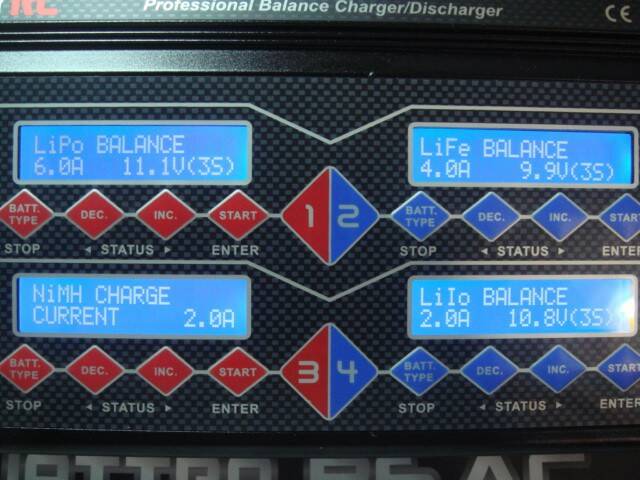 RC
Professional Balance Charger/Discharger
CE
LiPo BALANCE
6.0A 11.1V(3S)
LiFe BALANCE
4.0A 9.9V(3S)
BATT. TYPE DEC. INC. START
1 2
BATT. TYPE DEC. INC. START
STOP ◄ STATUS ► ENTER
STOP ◄ STATUS ► ENTER
NiMH CHARGE
CURRENT 2.0A
LiIo BALANCE
2.0A 10.8V(3S)
BATT. TYPE DEC. INC. START
3 4
BATT. TYPE DEC. INC. START
STOP ◄ STATUS ► ENTER
STOP ◄ STATUS ► ENTER